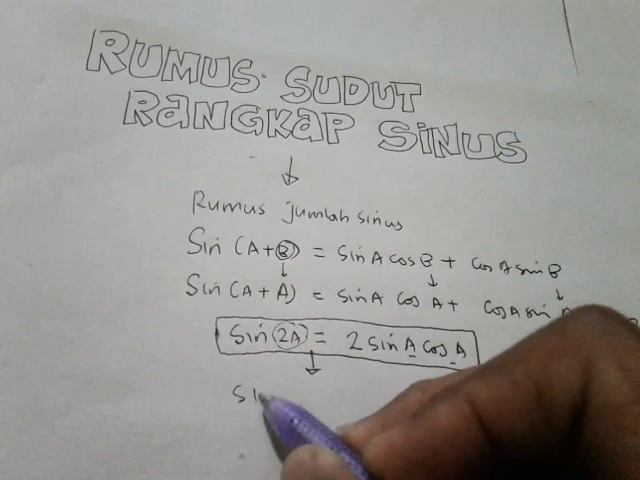 RUMUS SUDUT
RANGKAP SINUS
Rumus jumlah sinus
Sin (A+B) = sin A cos B + cos A sin B
Sin (A+A) = sin A cos A + cos A sin
Sin (2A) = 2 sin A cos A
SI